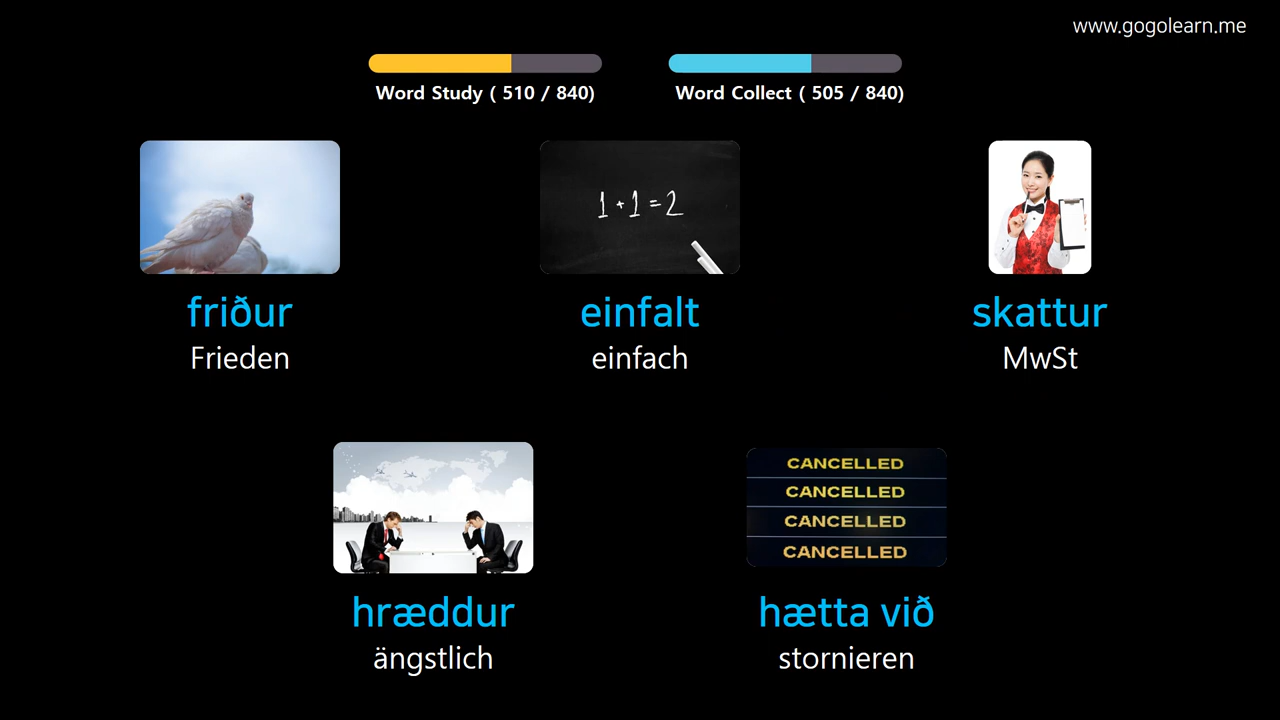 www.gogolearn.me
Word Study ( 510 / 840)
Word Collect ( 505 / 840)
1 + 1 = 2
friður
Frieden
einfalt
einfach
skattur
MwSt
CANCELLED
CANCELLED
CANCELLED
CANCELLED
hræddur
ängstlich
hætta við
stornieren